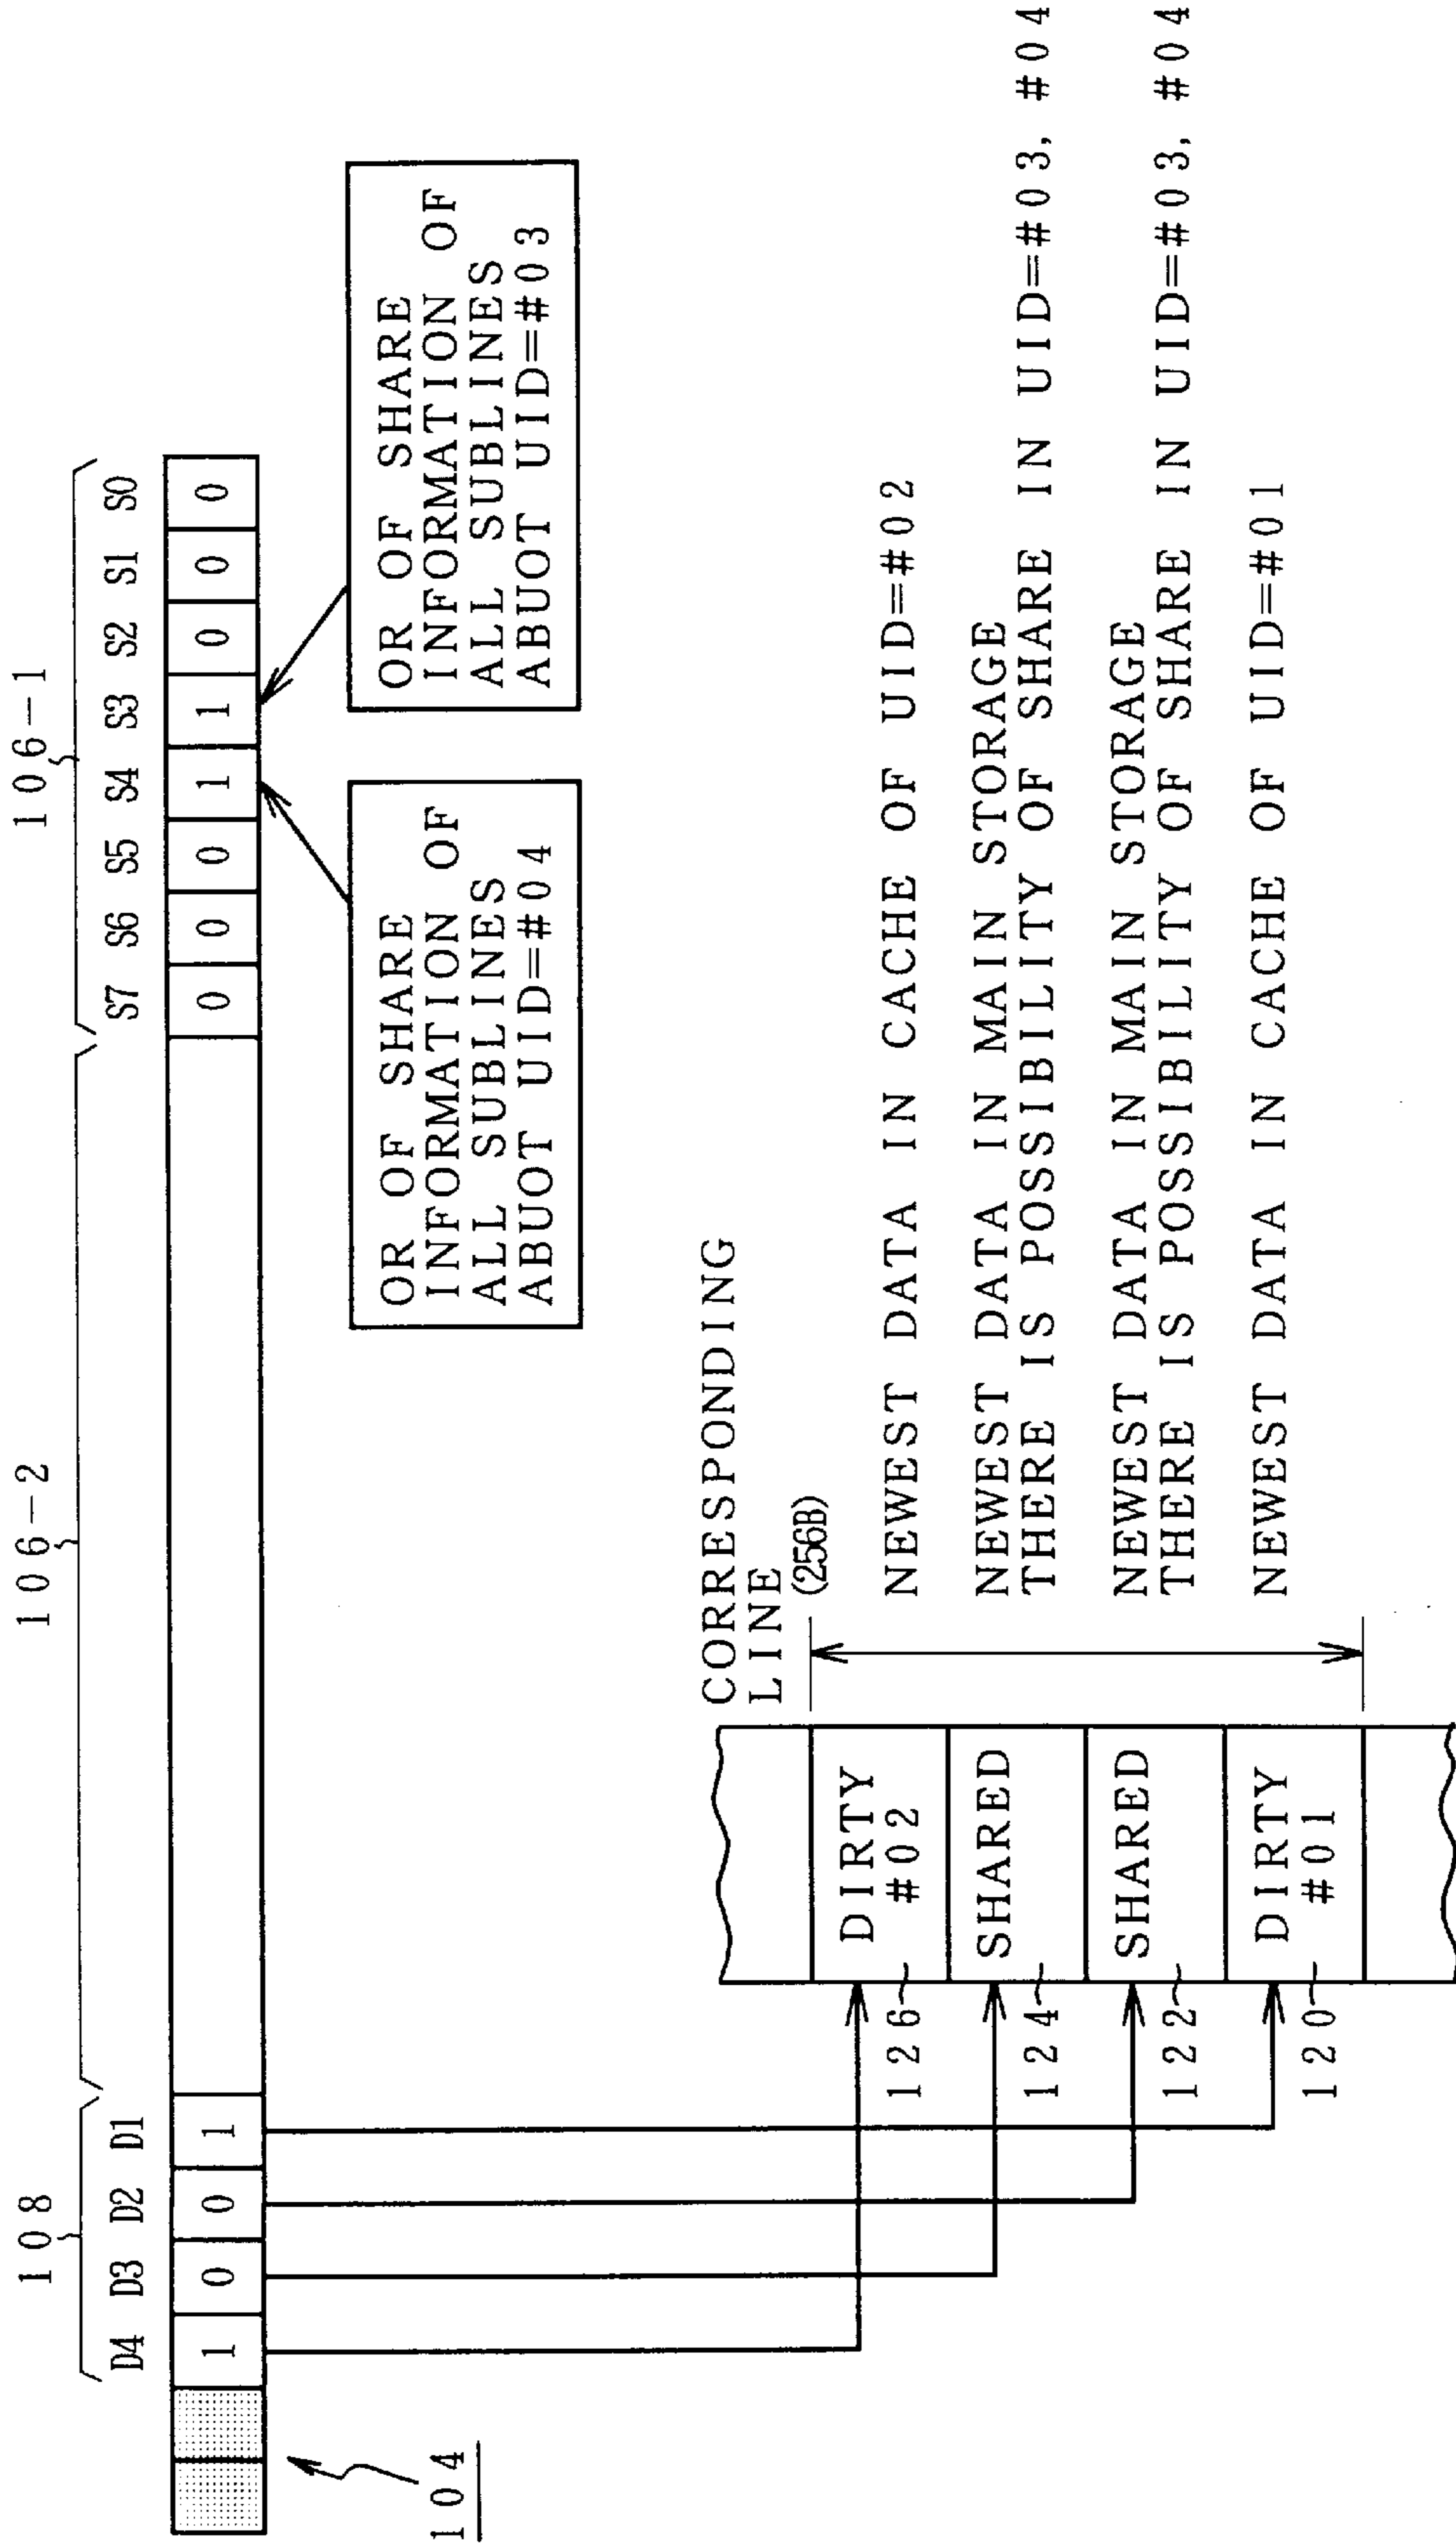 108
106-2
106-1
D4 D3 D2 D1
S7 S6 S5 S4 S3 S2 S1 S0
1 0 0 1
0 0 0 1 1 0 0 0
104
OR OF SHARE
INFORMATION OF
ALL SUBLINES
ABUOT UID=#04
OR OF SHARE
INFORMATION OF
ALL SUBLINES
ABUOT UID=#03
CORRESPONDING
LINE
(256B)
126
DIRTY
#02
NEWEST DATA IN CACHE OF UID=#02
124
SHARED
NEWEST DATA IN MAIN STORAGE
THERE IS POSSIBILITY OF SHARE IN UID=#03, #04
122
SHARED
NEWEST DATA IN MAIN STORAGE
THERE IS POSSIBILITY OF SHARE IN UID=#03, #04
120
DIRTY
#01
NEWEST DATA IN CACHE OF UID=#01